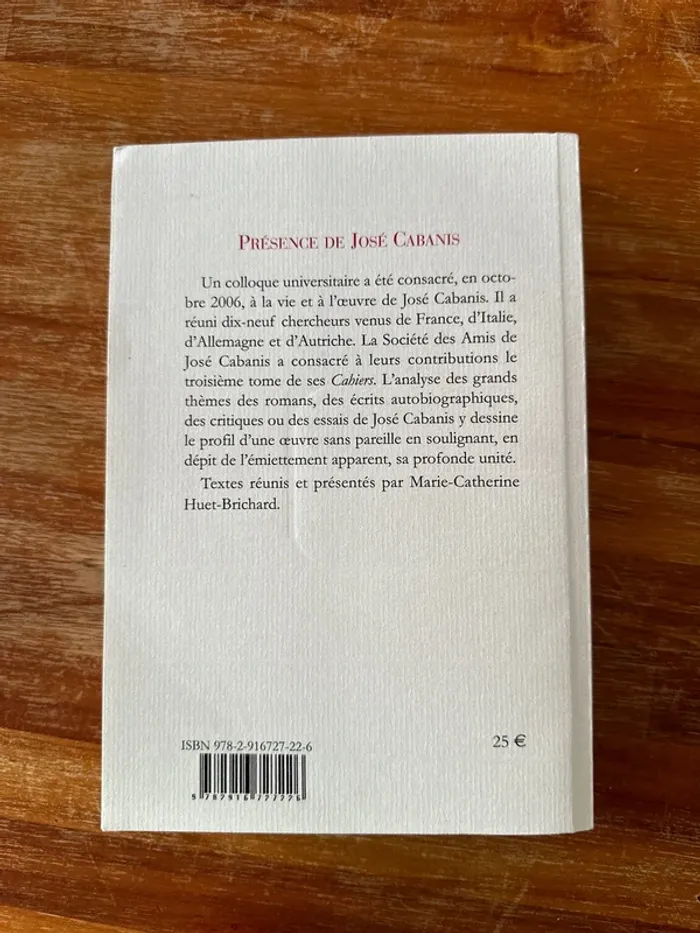 PRÉSENCE DE JOSÉ CABANIS
Un colloque universitaire a été consacré, en octo-
bre 2006, à la vie et à l'œuvre de José Cabanis. Il a
réuni dix-neuf chercheurs venus de France, d'Italie,
d'Allemagne et d'Autriche. La Société des Amis de
José Cabanis a consacré à leurs contributions le
troisième tome de ses Cahiers. L'analyse des grands
thèmes des romans, des écrits autobiographiques,
des critiques ou des essais de José Cabanis y dessine
le profil d'une œuvre sans pareille en soulignant, en
dépit de l'émiettement apparent, sa profonde unité.
Textes réunis et présentés par Marie-Catherine
Huet-Brichard.
ISBN 978-2-916727-22-6
25 €
9 782916 727226